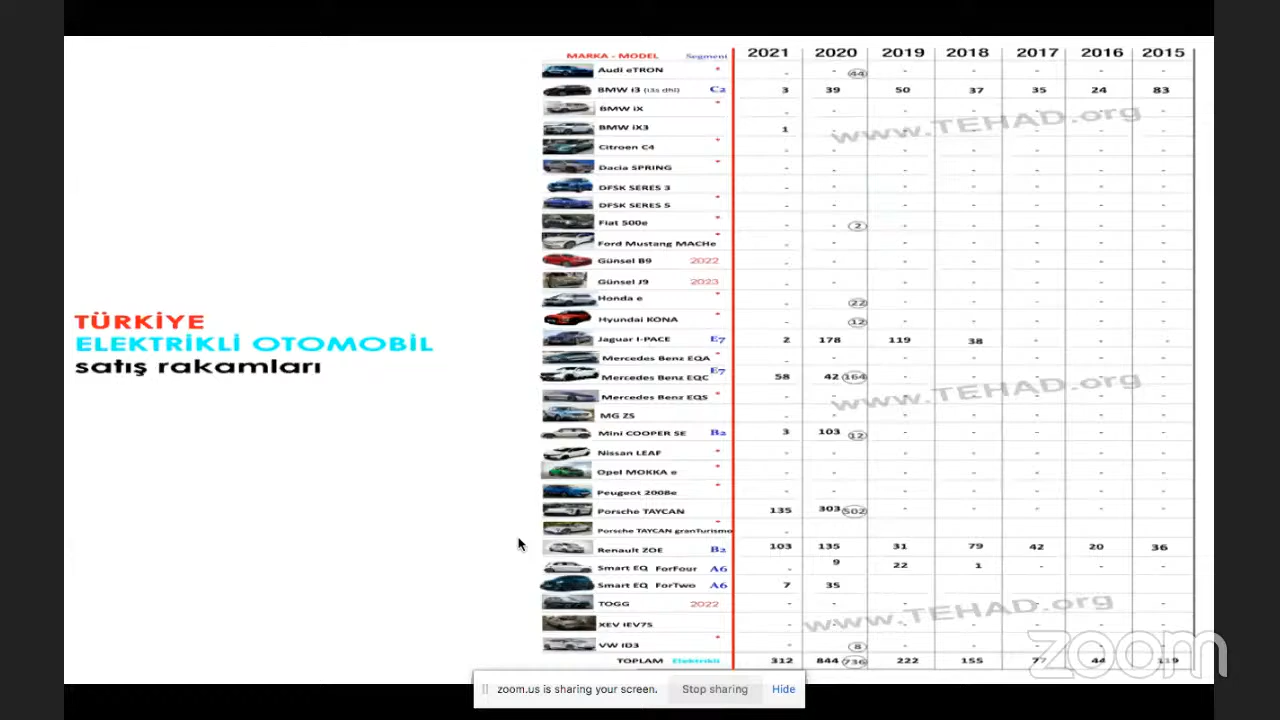 MARKA - MODEL Segmeni 2021 2020 2019 2018 2017 2016 2015
Audi eTRON * - - 44 - - - - -
BMW i3 (i3s dhl) C2 3 39 50 37 35 24 83
BMW iX * - - - - - - -
BMW iX3 1 - - - - - -
www.TEHAD.org
Citroen C4 * - - - - - - -
Dacia SPRING * - - - - - - -
DFSK SERES 3 - - - - - - -
DFSK SERES 5 * - - - - - - -
Fiat 500e * - - 2 - - - - -
Ford Mustang MACHe * - - - - - - -
Günsel B9 2022 - - - - - - -
Günsel J9 2023 - - - - - - -
Honda e * - - 22 - - - - -
Hyundai KONA * - - 12 - - - - -
TÜRKİYE
ELEKTRİKLİ OTOMOBİL
satış rakamları
Jaguar I-PACE E7 2 178 119 38 - - -
Mercedes Benz EQA * - - - - - - -
Mercedes Benz EQC E7 58 42 164 - - - - -
www.TEHAD.org
Mercedes Benz EQS * - - - - - - -
MG ZS - - - - - - -
Mini COOPER SE B2 3 103 12 - - - - -
Nissan LEAF * - - - - - - -
Opel MOKKA e * - - - - - - -
Peugeot 2008e * - - - - - - -
Porsche TAYCAN 135 303 502 - - - - -
Porsche TAYCAN granTurismo * -
Renault ZOE B2 103 135 31 79 42 20 36
Smart EQ ForFour A6 - 9 22 1 - - -
Smart EQ ForTwo A6 7 35
TOGG 2022 - - - - - - -
www.TEHAD.org
XEV IEV7S - - - - - - -
VW ID3 * - - 8 - - - - -
TOPLAM Elektrikli 312 844 736 222 155 77 44 119
zoom
zoom.us is sharing your screen. Stop sharing Hide